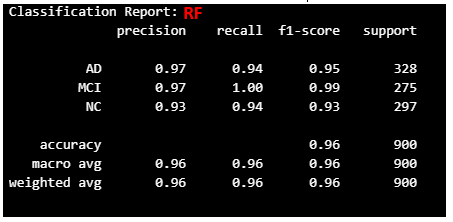 Classification Report: RF
precision recall f1-score support
AD 0.97 0.94 0.95 328
MCI 0.97 1.00 0.99 275
NC 0.93 0.94 0.93 297
accuracy 0.96 900
macro avg 0.96 0.96 0.96 900
weighted avg 0.96 0.96 0.96 900